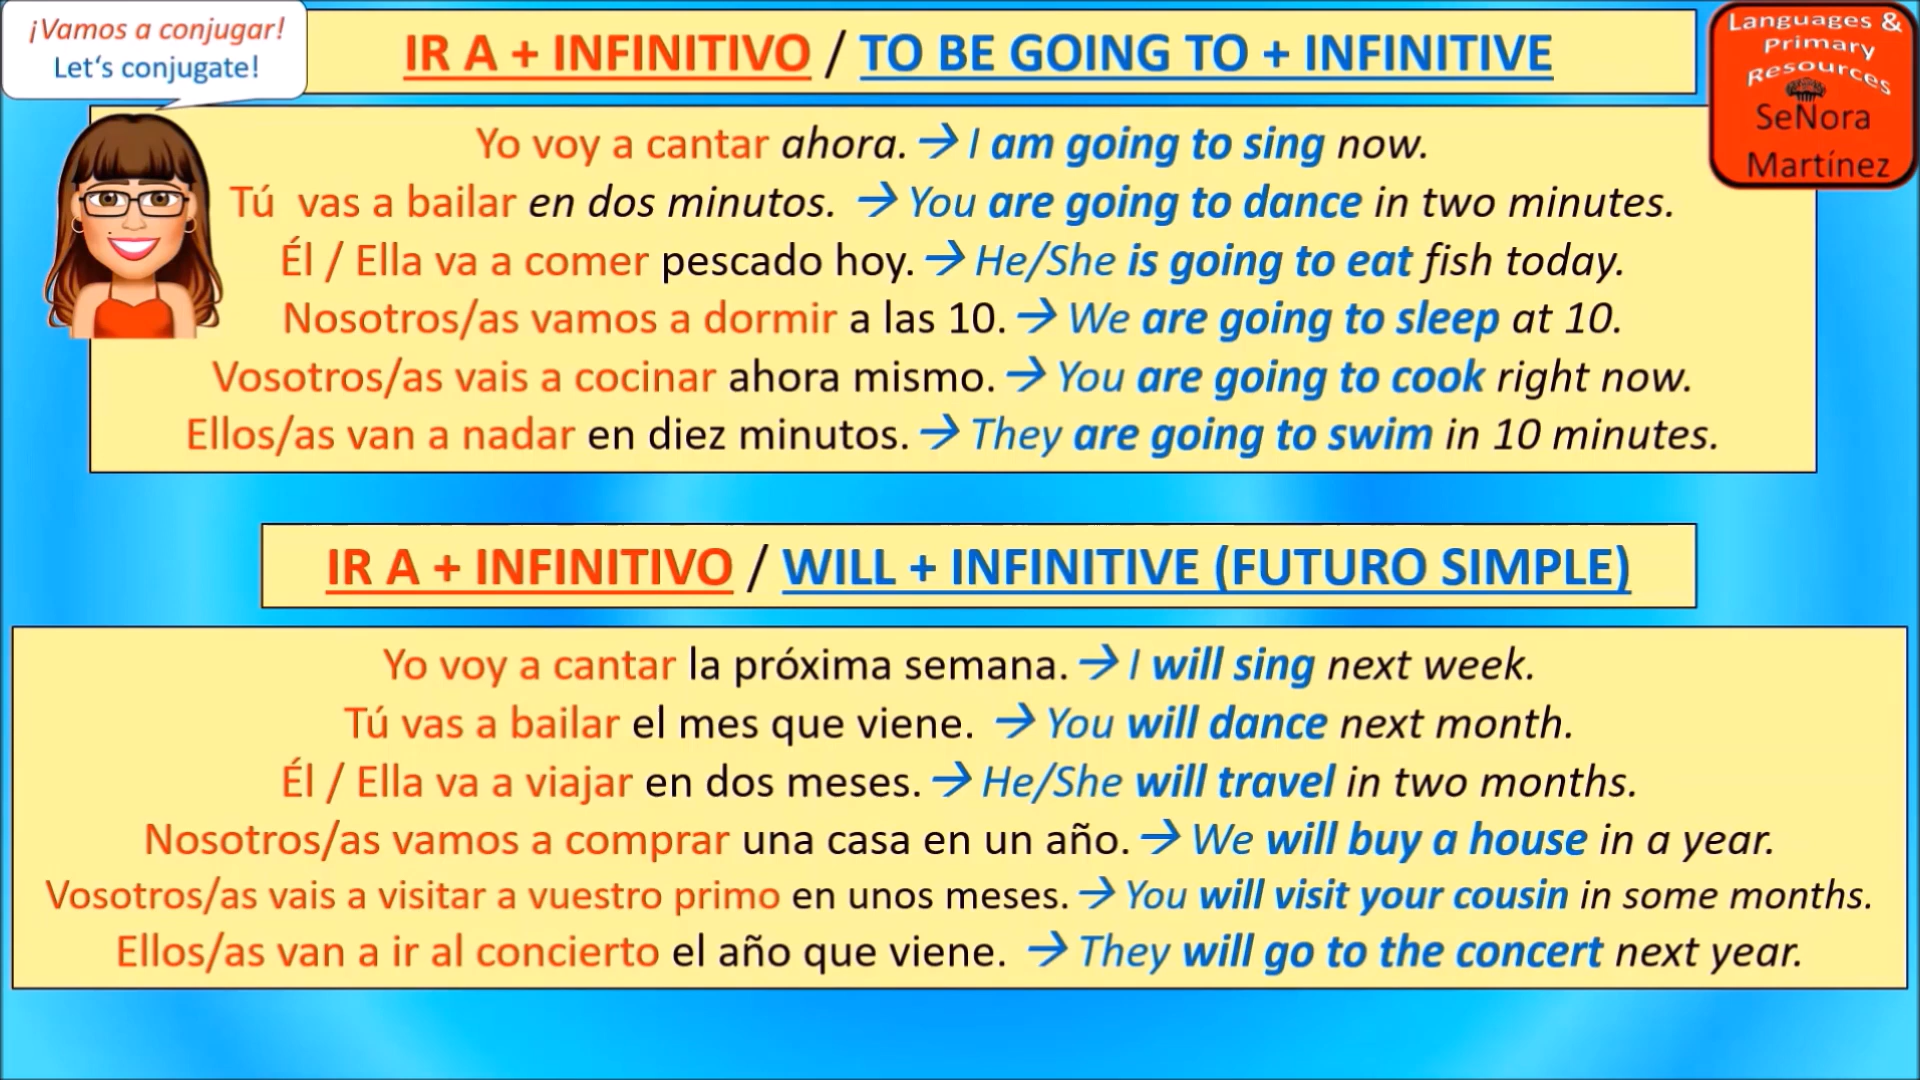 ¡Vamos a conjugar!
Let's conjugate!
IR A + INFINITIVO / TO BE GOING TO + INFINITIVE
Languages &
Primary
Resources
SeÑora
Martínez
Yo voy a cantar ahora. → I am going to sing now.
Tú vas a bailar en dos minutos. → You are going to dance in two minutes.
Él / Ella va a comer pescado hoy. → He/She is going to eat fish today.
Nosotros/as vamos a dormir a las 10. → We are going to sleep at 10.
Vosotros/as vais a cocinar ahora mismo. → You are going to cook right now.
Ellos/as van a nadar en diez minutos. → They are going to swim in 10 minutes.
IR A + INFINITIVO / WILL + INFINITIVE (FUTURO SIMPLE)
Yo voy a cantar la próxima semana. → I will sing next week.
Tú vas a bailar el mes que viene. → You will dance next month.
Él / Ella va a viajar en dos meses. → He/She will travel in two months.
Nosotros/as vamos a comprar una casa en un año. → We will buy a house in a year.
Vosotros/as vais a visitar a vuestro primo en unos meses. → You will visit your cousin in some months.
Ellos/as van a ir al concierto el año que viene. → They will go to the concert next year.